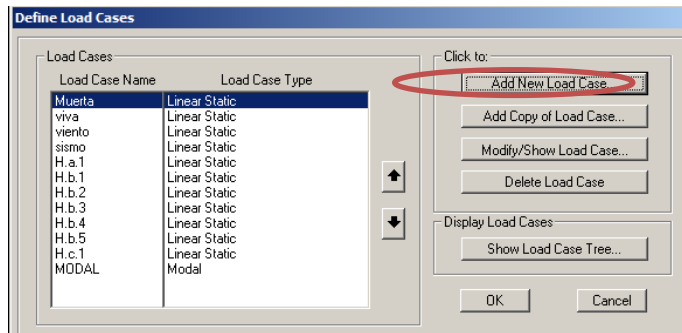 Define Load Cases
Load Cases
Click to:
Load Case Name Load Case Type
Add New Load Case...
Muerta Linear Static
viva Linear Static
viento Linear Static
sismo Linear Static
H.a.1 Linear Static
H.b.1 Linear Static
H.b.2 Linear Static
H.b.3 Linear Static
H.b.4 Linear Static
H.b.5 Linear Static
H.c.1 Linear Static
MODAL Modal
Add Copy of Load Case...
Modify/Show Load Case...
Delete Load Case
Display Load Cases
Show Load Case Tree...
OK Cancel